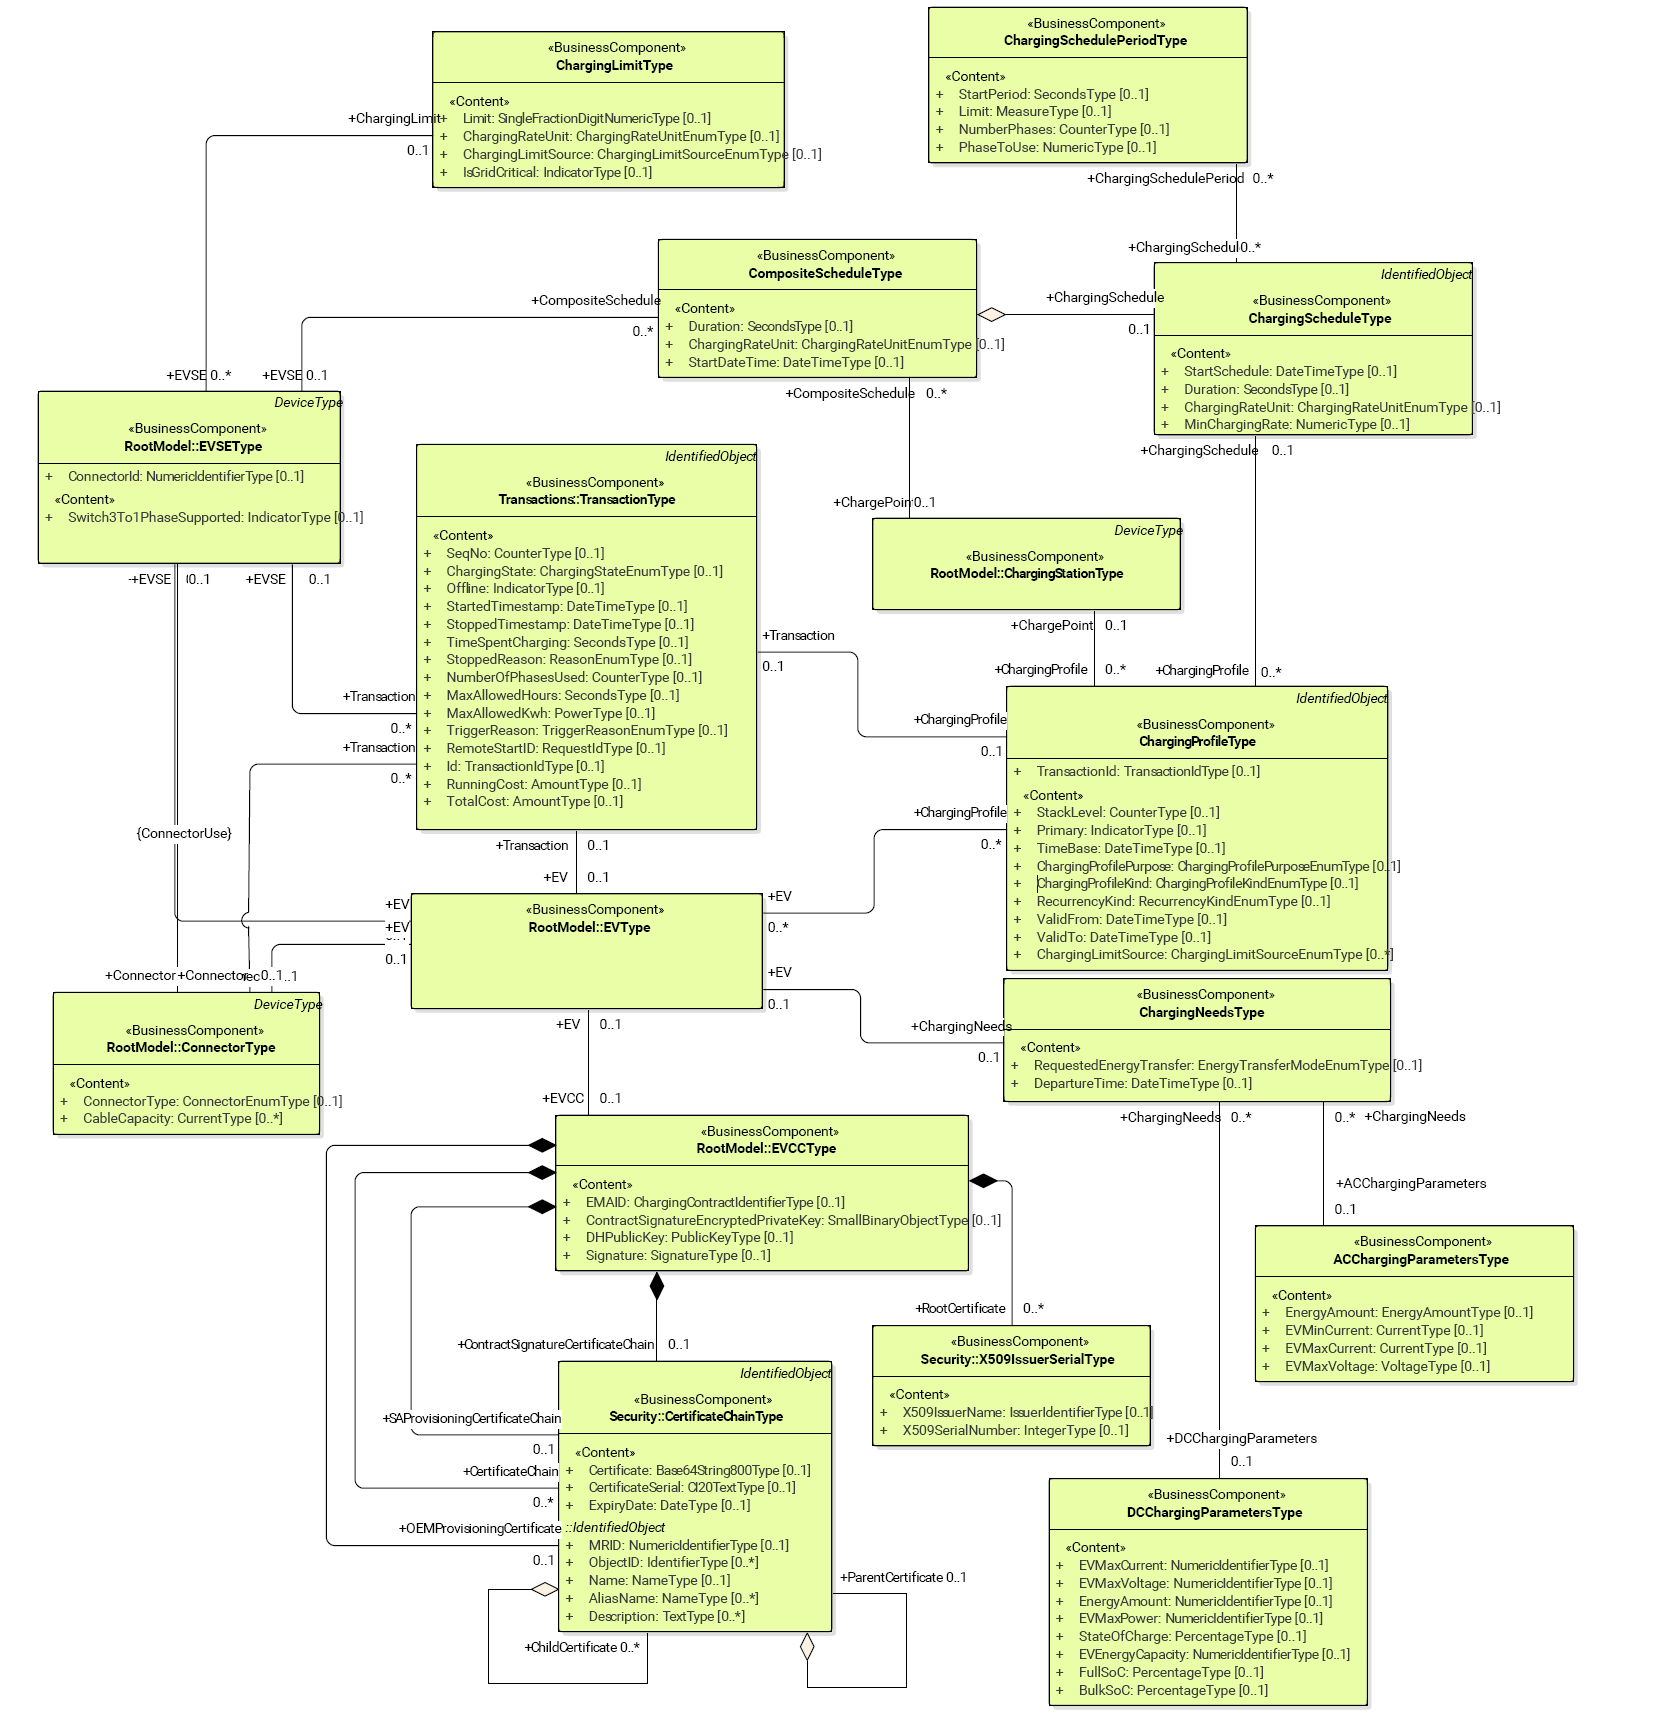 «BusinessComponent»
ChargingLimitType
«Content»
+ Limit: SingleFractionDigitNumericType [0..1]
+ ChargingRateUnit: ChargingRateUnitEnumType [0..1]
+ ChargingLimitSource: ChargingLimitSourceEnumType [0..1]
+ IsGridCritical: IndicatorType [0..1]
+ChargingLimit
0..1
«BusinessComponent»
ChargingSchedulePeriodType
«Content»
+ StartPeriod: SecondsType [0..1]
+ Limit: MeasureType [0..1]
+ NumberPhases: CounterType [0..1]
+ PhaseToUse: NumericType [0..1]
+ChargingSchedulePeriod 0..*
+ChargingSchedul 0..*
«BusinessComponent»
CompositeScheduleType
«Content»
+ Duration: SecondsType [0..1]
+ ChargingRateUnit: ChargingRateUnitEnumType [0..1]
+ StartDateTime: DateTimeType [0..1]
+CompositeSchedule
0..*
+ChargingSchedule
0..1
+CompositeSchedule 0..*
IdentifiedObject
«BusinessComponent»
ChargingScheduleType
«Content»
+ StartSchedule: DateTimeType [0..1]
+ Duration: SecondsType [0..1]
+ ChargingRateUnit: ChargingRateUnitEnumType [0..1]
+ MinChargingRate: NumericType [0..1]
+ChargingSchedule 0..1
+EVSE 0..*
+EVSE 0..1
DeviceType
«BusinessComponent»
RootModel::EVSEType
+ ConnectorId: NumericIdentifierType [0..1]
«Content»
+ Switch3To1PhaseSupported: IndicatorType [0..1]
+EVSE 0..1
+EVSE 0..1
IdentifiedObject
«BusinessComponent»
Transactions::TransactionType
«Content»
+ SeqNo: CounterType [0..1]
+ ChargingState: ChargingStateEnumType [0..1]
+ Offline: IndicatorType [0..1]
+ StartedTimestamp: DateTimeType [0..1]
+ StoppedTimestamp: DateTimeType [0..1]
+ TimeSpentCharging: SecondsType [0..1]
+ StoppedReason: ReasonEnumType [0..1]
+ NumberOfPhasesUsed: CounterType [0..1]
+ MaxAllowedHours: SecondsType [0..1]
+ MaxAllowedKwh: PowerType [0..1]
+ TriggerReason: TriggerReasonEnumType [0..1]
+ RemoteStartID: RequestIdType [0..1]
+ Id: TransactionIdType [0..1]
+ RunningCost: AmountType [0..1]
+ TotalCost: AmountType [0..1]
+Transaction
0..*
+Transaction
0..*
+Transaction
0..1
+Transaction 0..1
+EV 0..1
+ChargePoin 0..1
DeviceType
«BusinessComponent»
RootModel::ChargingStationType
+ChargePoint 0..1
+ChargingProfile 0..*
+ChargingProfile 0..*
+ChargingProfile
0..1
+ChargingProfile
0..*
IdentifiedObject
«BusinessComponent»
ChargingProfileType
+ TransactionId: TransactionIdType [0..1]
«Content»
+ StackLevel: CounterType [0..1]
+ Primary: IndicatorType [0..1]
+ TimeBase: DateTimeType [0..1]
+ ChargingProfilePurpose: ChargingProfilePurposeEnumType [0..1]
+ ChargingProfileKind: ChargingProfileKindEnumType [0..1]
+ RecurrencyKind: RecurrencyKindEnumType [0..1]
+ ValidFrom: DateTimeType [0..1]
+ ValidTo: DateTimeType [0..1]
+ ChargingLimitSource: ChargingLimitSourceEnumType [0..*]
{ConnectorUse}
+EV
+EV
0..1
«BusinessComponent»
RootModel::EVType
+EV
0..*
+EV
0..1
+EV 0..1
+EVCC 0..1
+Connector +Connector 0..1
DeviceType
«BusinessComponent»
RootModel::ConnectorType
«Content»
+ ConnectorType: ConnectorEnumType [0..1]
+ CableCapacity: CurrentType [0..*]
+ChargingNeeds
0..1
«BusinessComponent»
ChargingNeedsType
«Content»
+ RequestedEnergyTransfer: EnergyTransferModeEnumType [0..1]
+ DepartureTime: DateTimeType [0..1]
+ChargingNeeds 0..*
0..* +ChargingNeeds
«BusinessComponent»
RootModel::EVCCType
«Content»
+ EMAID: ChargingContractIdentifierType [0..1]
+ ContractSignatureEncryptedPrivateKey: SmallBinaryObjectType [0..1]
+ DHPublicKey: PublicKeyType [0..1]
+ Signature: SignatureType [0..1]
+ACChargingParameters
0..1
«BusinessComponent»
ACChargingParametersType
«Content»
+ EnergyAmount: EnergyAmountType [0..1]
+ EVMinCurrent: CurrentType [0..1]
+ EVMaxCurrent: CurrentType [0..1]
+ EVMaxVoltage: VoltageType [0..1]
+RootCertificate 0..*
«BusinessComponent»
Security::X509IssuerSerialType
«Content»
+ X509IssuerName: IssuerIdentifierType [0..1]
+ X509SerialNumber: IntegerType [0..1]
+ContractSignatureCertificateChain 0..1
IdentifiedObject
«BusinessComponent»
Security::CertificateChainType
«Content»
+ Certificate: Base64String800Type [0..1]
+ CertificateSerial: CI20TextType [0..1]
+ ExpiryDate: DateType [0..1]
::IdentifiedObject
+ MRID: NumericIdentifierType [0..1]
+ ObjectID: IdentifierType [0..*]
+ Name: NameType [0..1]
+ AliasName: NameType [0..*]
+ Description: TextType [0..*]
+SAProvisioningCertificateChain
0..1
+CertificateChain
0..*
+OEMProvisioningCertificate
0..1
+ChildCertificate 0..*
+ParentCertificate 0..1
+DCChargingParameters
0..1
«BusinessComponent»
DCChargingParametersType
«Content»
+ EVMaxCurrent: NumericIdentifierType [0..1]
+ EVMaxVoltage: NumericIdentifierType [0..1]
+ EnergyAmount: NumericIdentifierType [0..1]
+ EVMaxPower: NumericIdentifierType [0..1]
+ StateOfCharge: PercentageType [0..1]
+ EVEnergyCapacity: NumericIdentifierType [0..1]
+ FullSoC: PercentageType [0..1]
+ BulkSoC: PercentageType [0..1]